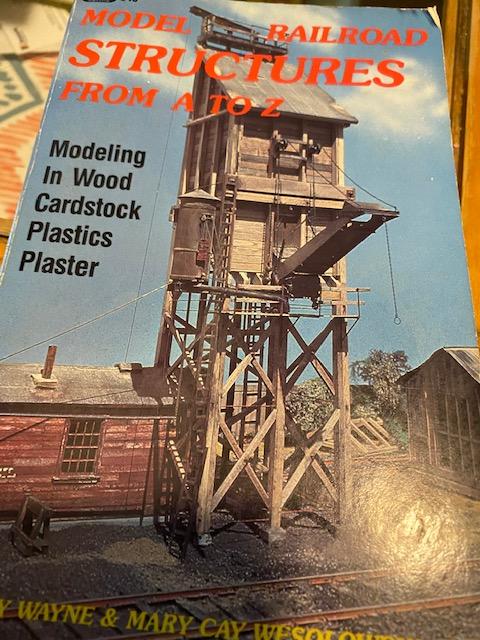 MODEL RAILROAD
STRUCTURES
FROM A TO Z
Modeling
In Wood
Cardstock
Plastics
Plaster
WAYNE & MARY CAY